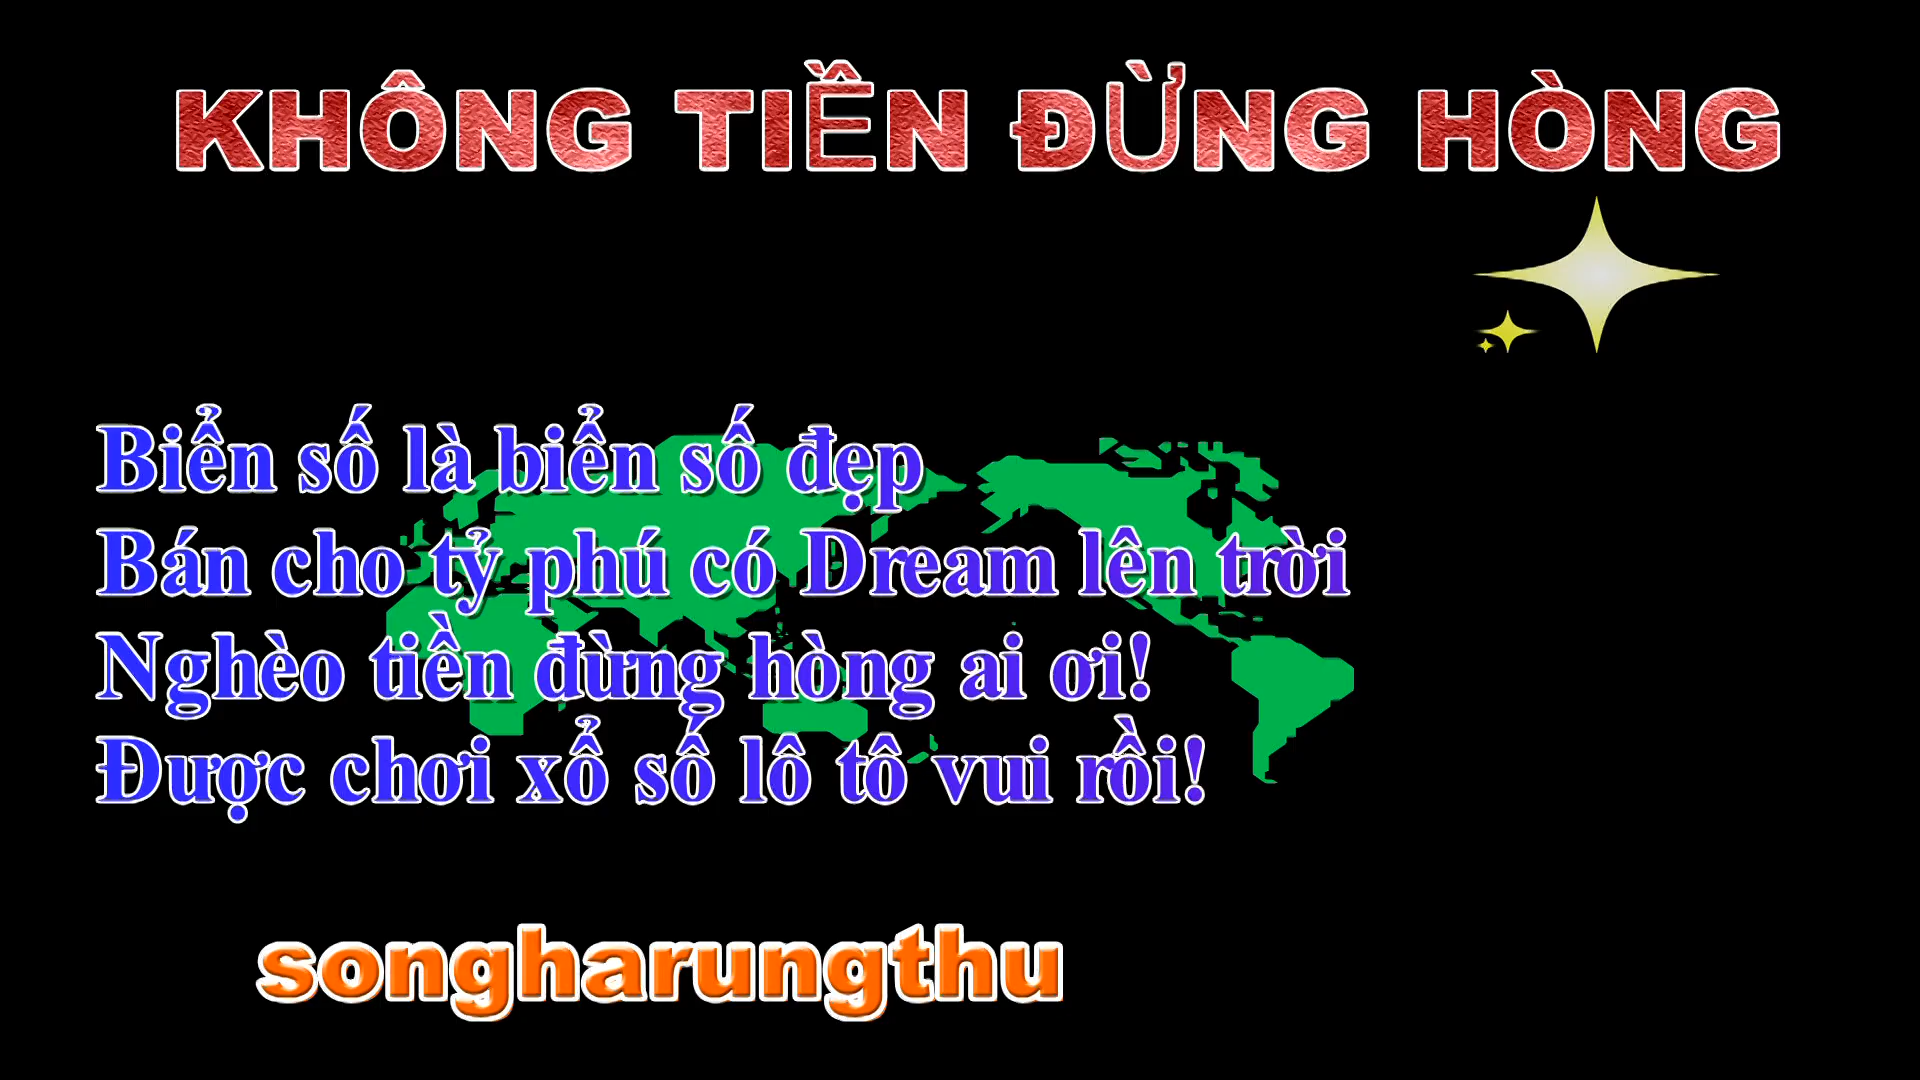 KHÔNG TIỀN ĐỪNG HÒNG
Biển số là biển số đẹp
Bán cho tỷ phú có Dream lên trời
Nghèo tiền đừng hòng ai ơi!
Được chơi xổ số lô tô vui rồi!
songharungthu